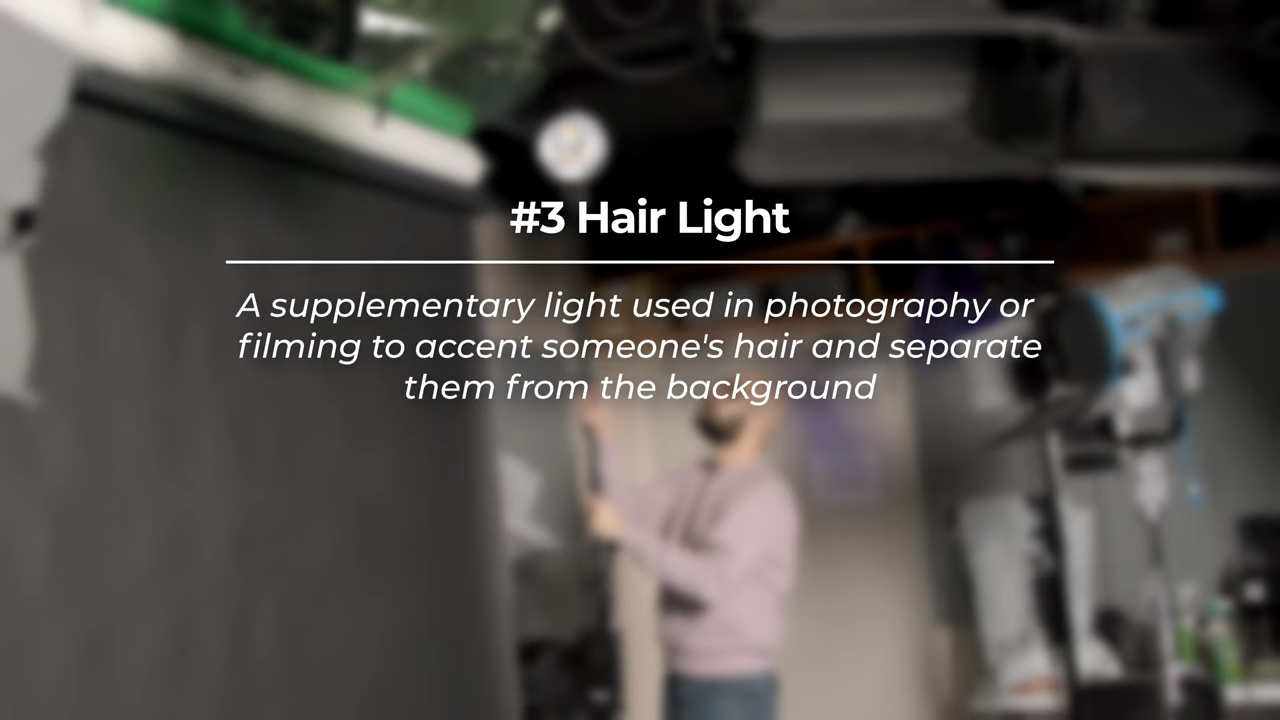 #3 Hair Light
A supplementary light used in photography or
filming to accent someone's hair and separate
them from the background